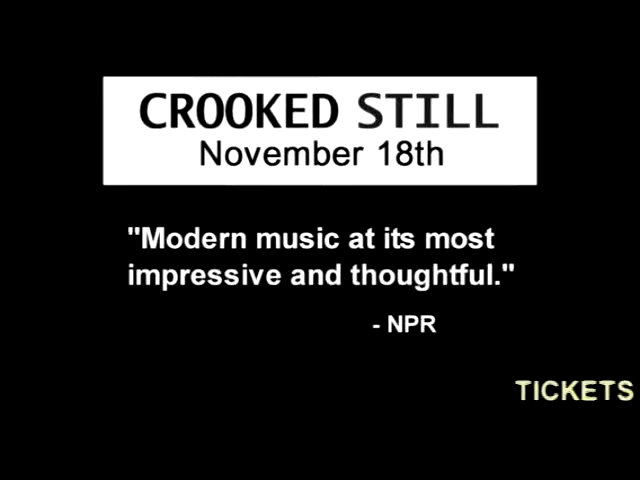 CROOKED STILL
November 18th
"Modern music at its most
impressive and thoughtful."
- NPR
TICKETS